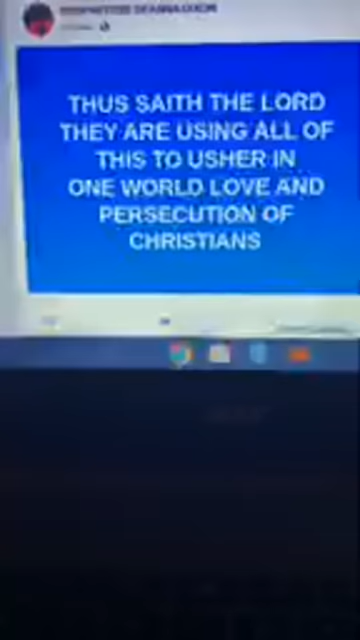 THUS SAITH THE LORD
THEY ARE USING ALL OF
THIS TO USHER IN
ONE WORLD LOVE AND
PERSECUTION OF
CHRISTIANS